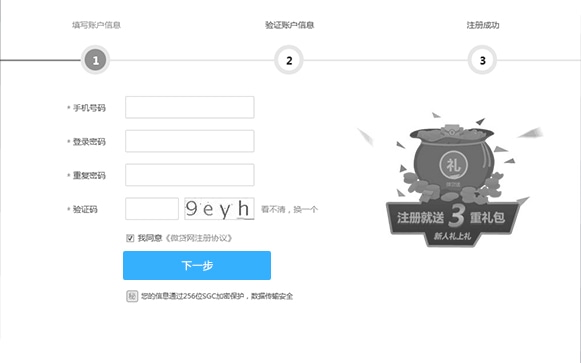 填写账户信息
验证账户信息
注册成功
1
2
3
* 手机号码
* 登录密码
* 重复密码
* 验证码
9eyh
看不清，换一个
我同意《微贷网注册协议》
下一步
您的信息通过256位SGC加密保护，数据传输安全
礼
注册就送3重礼包
新人礼上礼